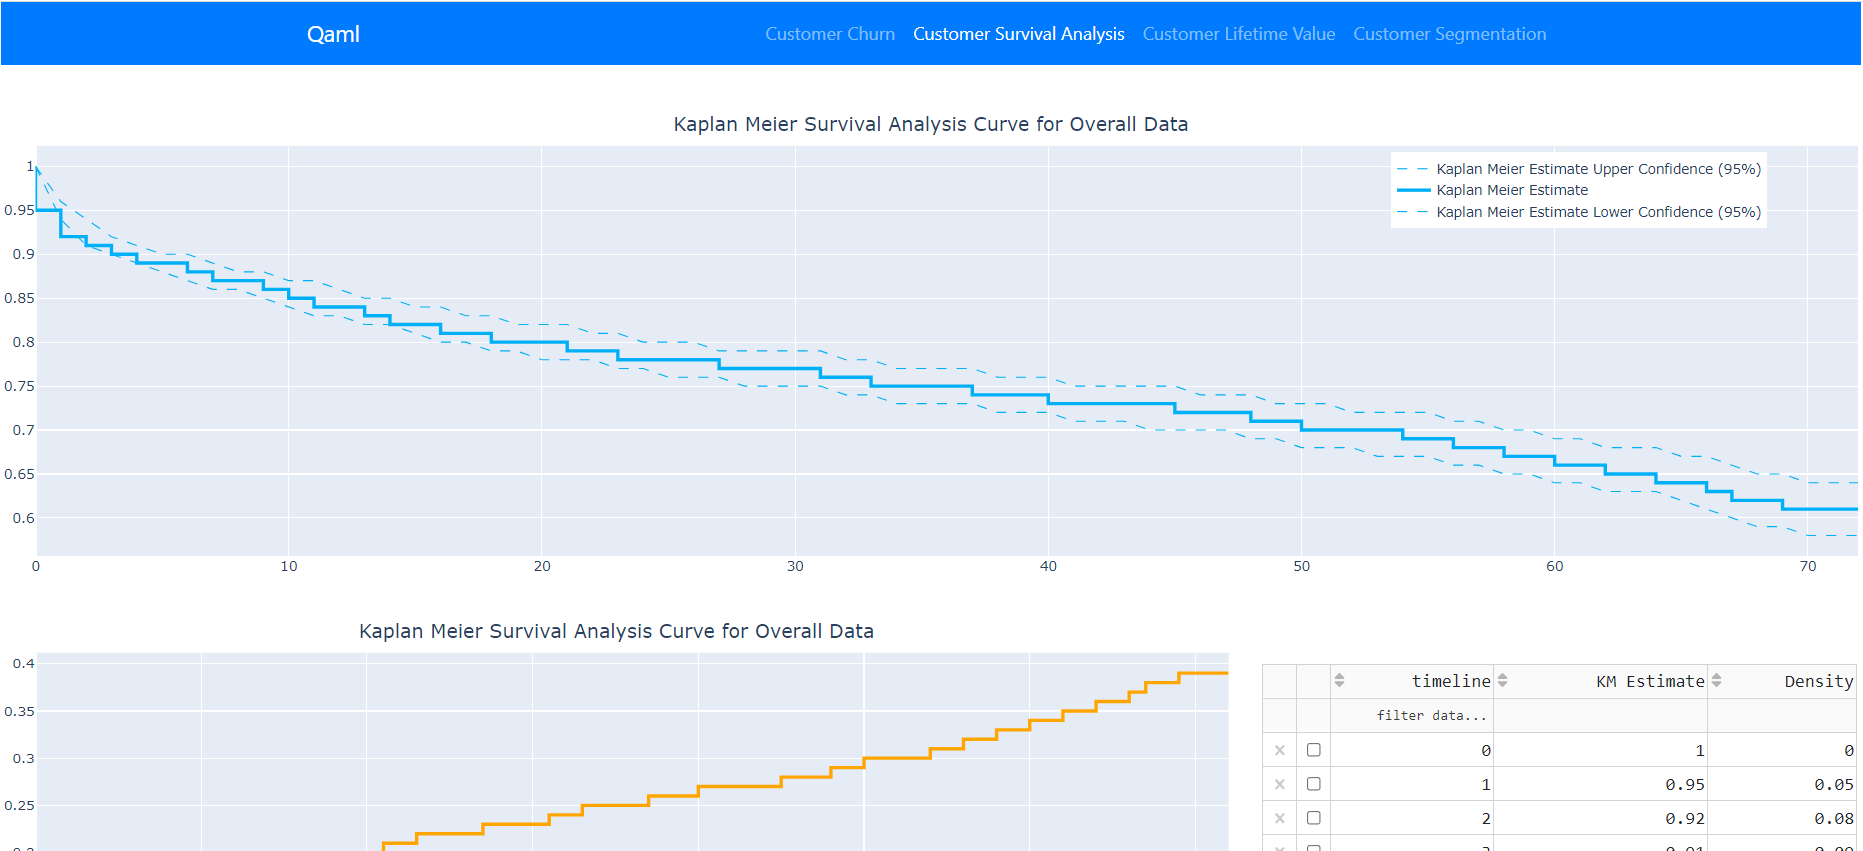 Qaml
Customer Churn Customer Survival Analysis Customer Lifetime Value Customer Segmentation
Kaplan Meier Survival Analysis Curve for Overall Data
Kaplan Meier Estimate Upper Confidence (95%)
Kaplan Meier Estimate
Kaplan Meier Estimate Lower Confidence (95%)
1
0.95
0.9
0.85
0.8
0.75
0.7
0.65
0.6
0 10 20 30 40 50 60 70
Kaplan Meier Survival Analysis Curve for Overall Data
0.4
0.35
0.3
0.25
timeline KM Estimate Density
filter data...
0 1 0
1 0.95 0.05
2 0.92 0.08